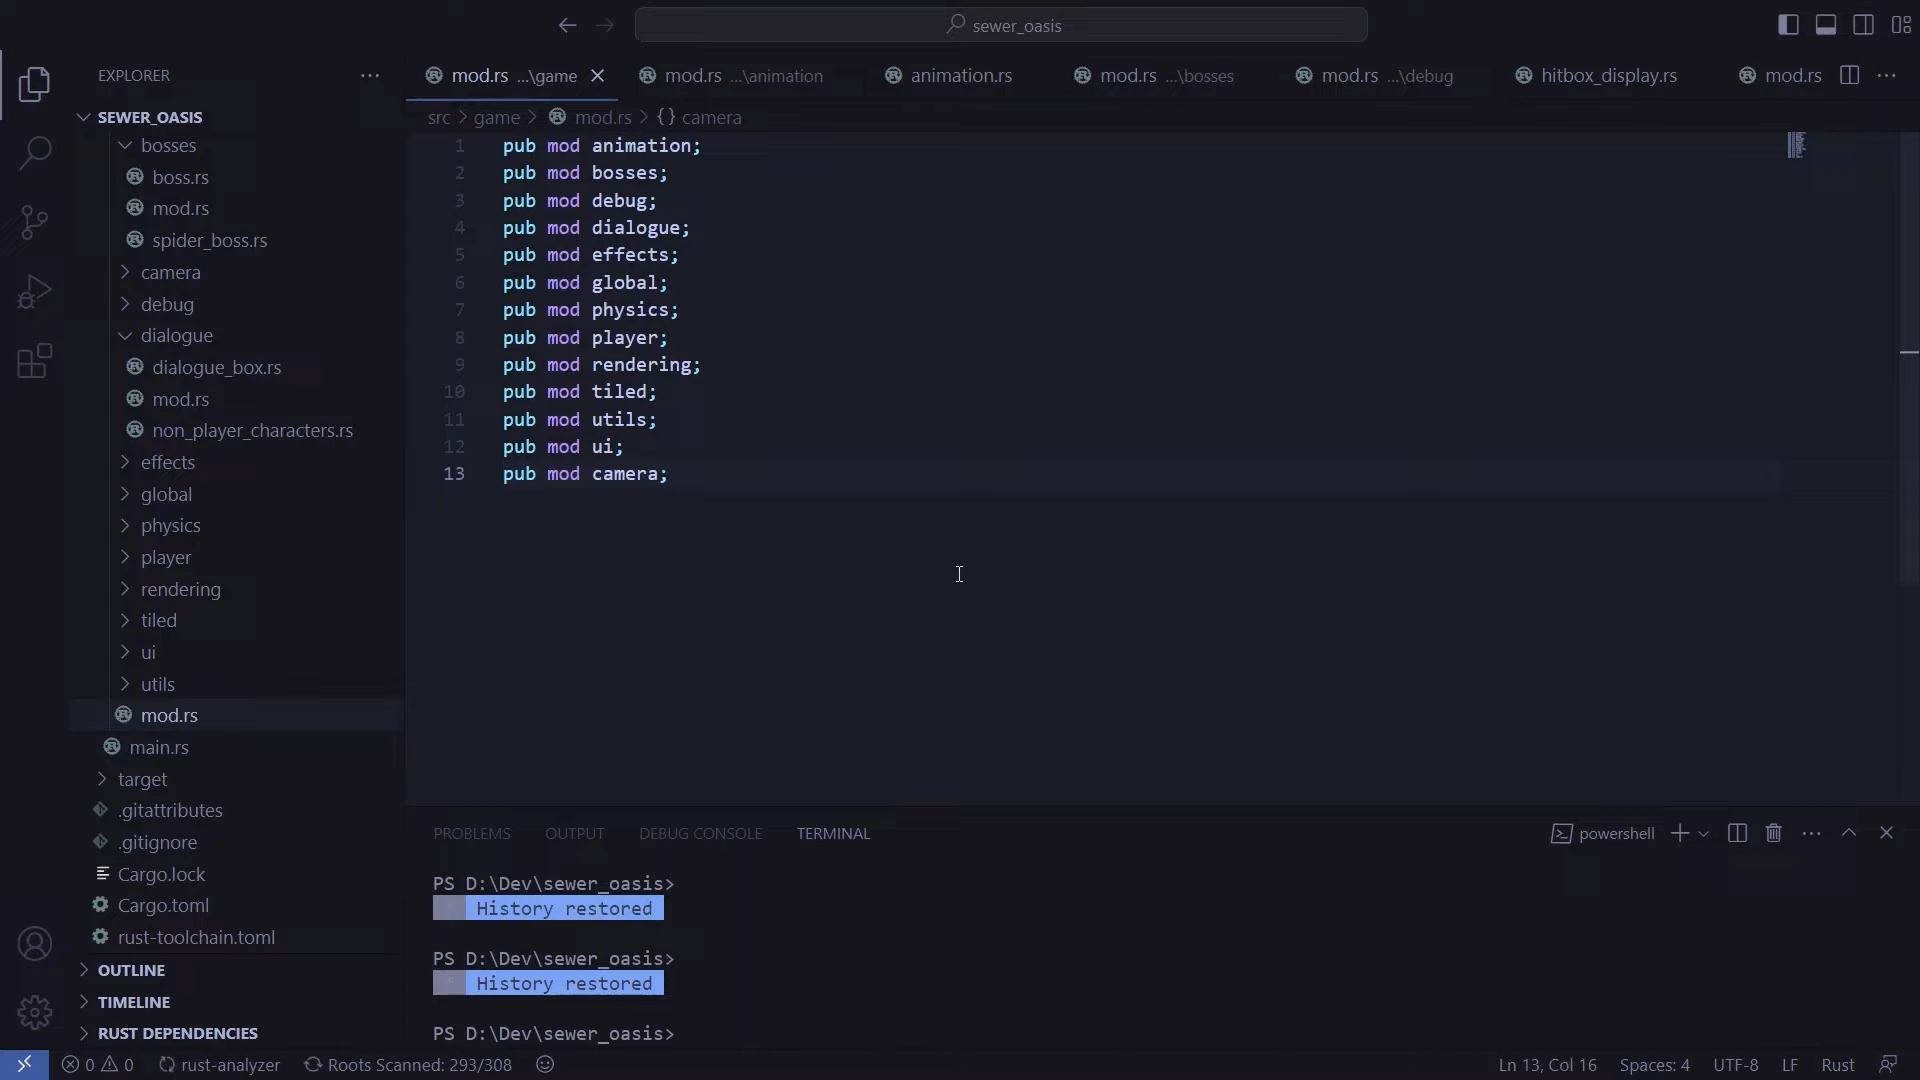 sewer_oasis
EXPLORER
SEWER_OASIS
bosses
boss.rs
mod.rs
spider_boss.rs
camera
debug
dialogue
dialogue_box.rs
mod.rs
non_player_characters.rs
effects
global
physics
player
rendering
tiled
ui
utils
mod.rs
main.rs
target
.gitattributes
.gitignore
Cargo.lock
Cargo.toml
rust-toolchain.toml
OUTLINE
TIMELINE
RUST DEPENDENCIES
mod.rs ...\game mod.rs ...\animation animation.rs mod.rs ...\bosses mod.rs ...\debug hitbox_display.rs mod.rs
src > game > mod.rs > {} camera
1 pub mod animation;
2 pub mod bosses;
3 pub mod debug;
4 pub mod dialogue;
5 pub mod effects;
6 pub mod global;
7 pub mod physics;
8 pub mod player;
9 pub mod rendering;
10 pub mod tiled;
11 pub mod utils;
12 pub mod ui;
13 pub mod camera;
PROBLEMS OUTPUT DEBUG CONSOLE TERMINAL powershell
PS D:\Dev\sewer_oasis>
History restored
PS D:\Dev\sewer_oasis>
History restored
PS D:\Dev\sewer_oasis>
0 0 rust-analyzer Roots Scanned: 293/308 Ln 13, Col 16 Spaces: 4 UTF-8 LF Rust